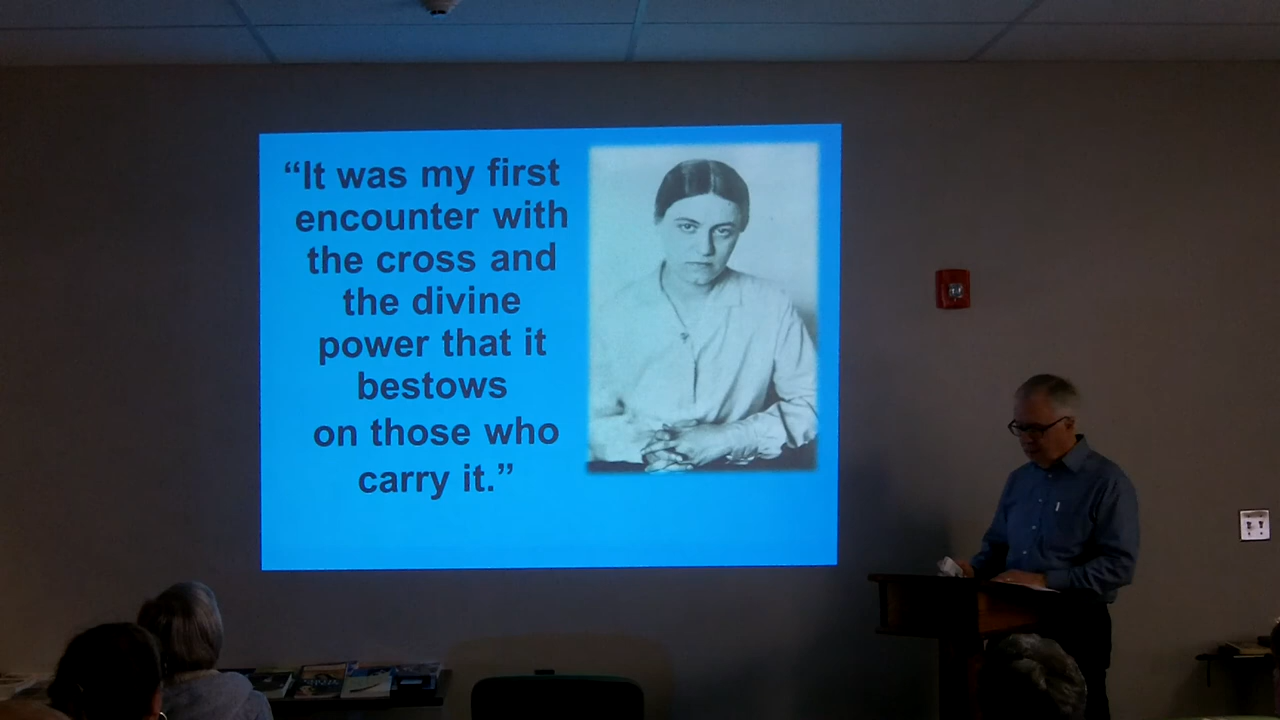 “It was my first
encounter with
the cross and
the divine
power that it
bestows
on those who
carry it.”